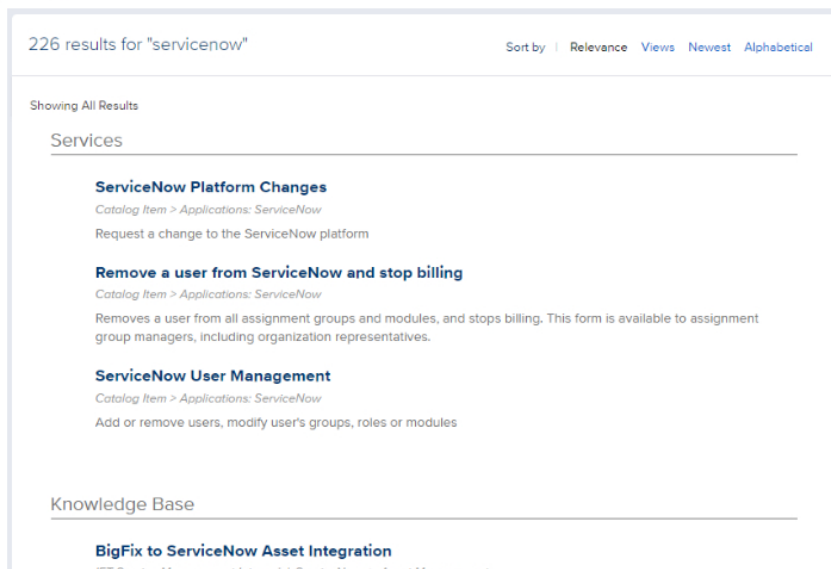 226 results for "servicenow"
Sort by | Relevance Views Newest Alphabetical
Showing All Results
Services
ServiceNow Platform Changes
Catalog Item > Applications: ServiceNow
Request a change to the ServiceNow platform
Remove a user from ServiceNow and stop billing
Catalog Item > Applications: ServiceNow
Removes a user from all assignment groups and modules, and stops billing. This form is available to assignment
group managers, including organization representatives.
ServiceNow User Management
Catalog Item > Applications: ServiceNow
Add or remove users, modify user's groups, roles or modules
Knowledge Base
BigFix to ServiceNow Asset Integration